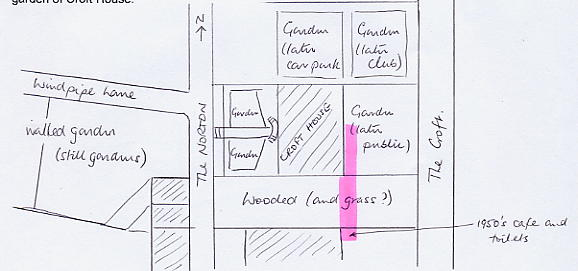 garden of Croft House.
→ N
Garden
(later
car park
Garden
(later
club)
Windpipe Lane
walled garden
(still gardens)
The NORTON
Garden
Garden
CROFT HOUSE
Garden
(later
public)
The Croft.
Wooded (and grass?)
1950's cafe and
toilets